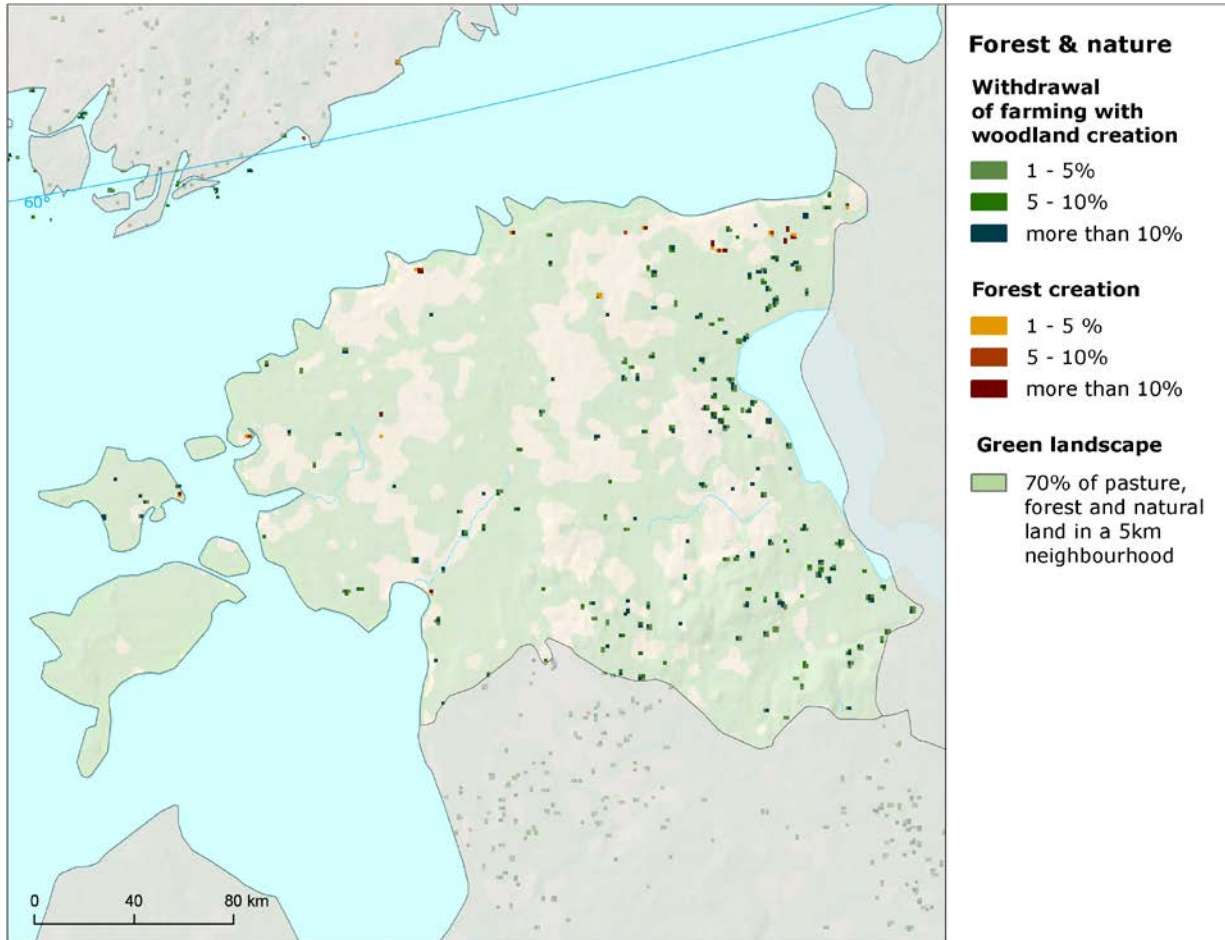 60°
0 40 80 km
Forest & nature
Withdrawal
of farming with
woodland creation
1 - 5%
5 - 10%
more than 10%
Forest creation
1 - 5 %
5 - 10%
more than 10%
Green landscape
70% of pasture,
forest and natural
land in a 5km
neighbourhood